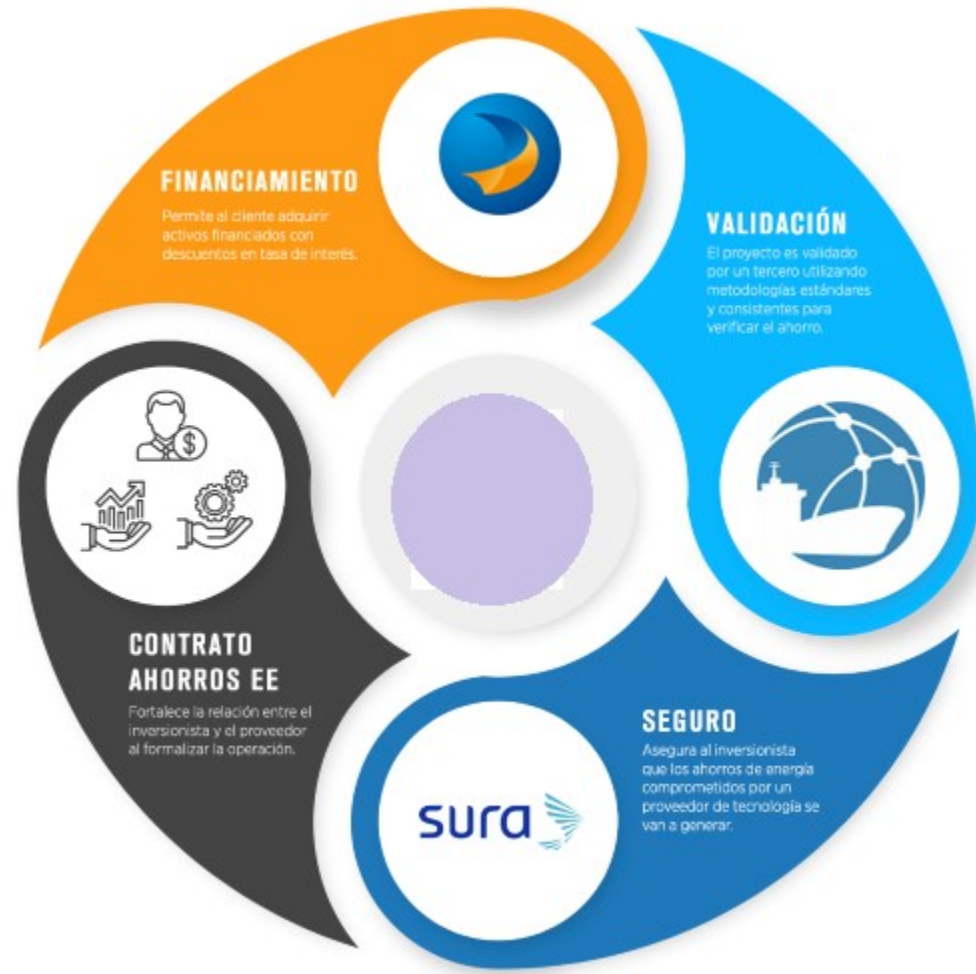 FINANCIAMIENTO
Permite al cliente adquirir
activos financiados con
descuentos en tasa de interés.
VALIDACIÓN
El proyecto es validado
por un tercero utilizando
metodologías estándares
y consistentes para
verificar el ahorro.
$
CONTRATO
AHORROS EE
Fortalece la relación entre el
inversionista y el proveedor
al formalizar la operación.
SEGURO
Asegura al inversionista
que los ahorros de energía
comprometidos por un
proveedor de tecnología se
van a generar.
sura